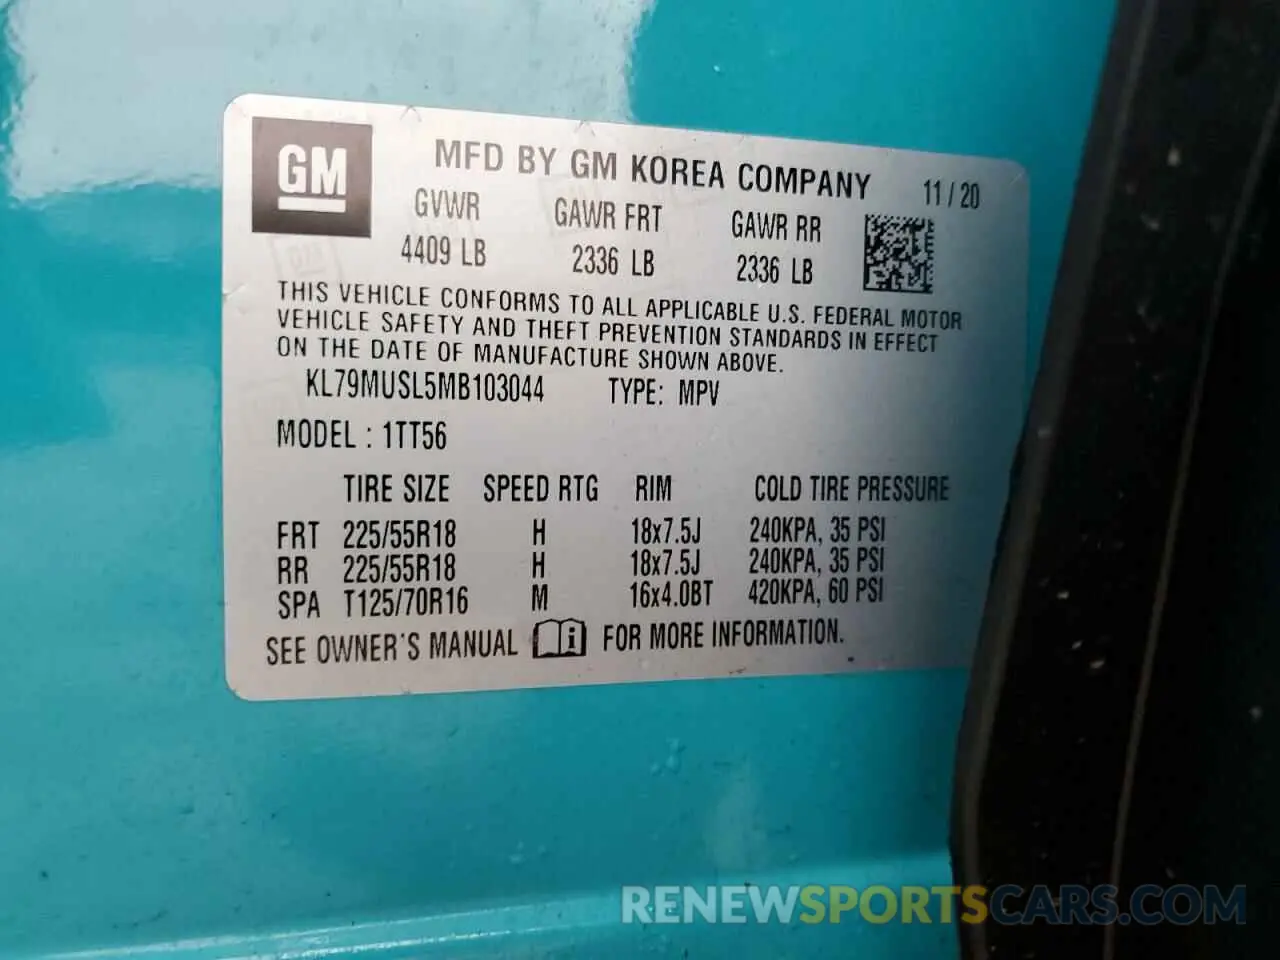 GM
MFD BY GM KOREA COMPANY 11 / 20
GVWR GAWR FRT GAWR RR
4409 LB 2336 LB 2336 LB
THIS VEHICLE CONFORMS TO ALL APPLICABLE U.S. FEDERAL MOTOR
VEHICLE SAFETY AND THEFT PREVENTION STANDARDS IN EFFECT
ON THE DATE OF MANUFACTURE SHOWN ABOVE.
KL79MUSL5MB103044 TYPE: MPV
MODEL : 1TT56
TIRE SIZE SPEED RTG RIM COLD TIRE PRESSURE
FRT 225/55R18 H 18x7.5J 240KPA, 35 PSI
RR 225/55R18 H 18x7.5J 240KPA, 35 PSI
SPA T125/70R16 M 16x4.0BT 420KPA, 60 PSI
SEE OWNER'S MANUAL i FOR MORE INFORMATION.
RENEWSPORTSCARS.COM